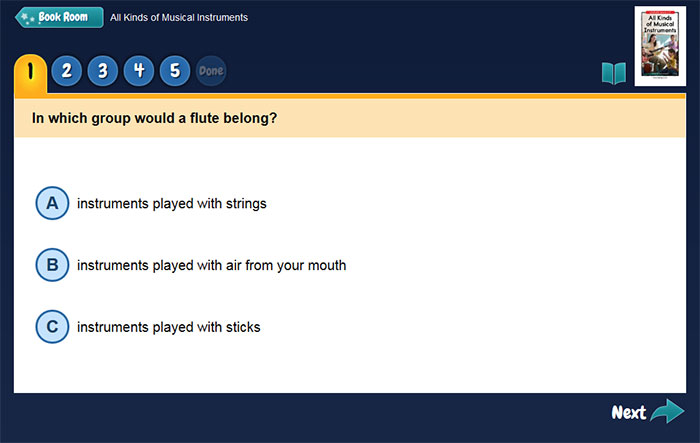 Book Room
All Kinds of Musical Instruments
All Kinds
of Musical
Instruments
1 2 3 4 5 Done
In which group would a flute belong?
A instruments played with strings
B instruments played with air from your mouth
C instruments played with sticks
Next